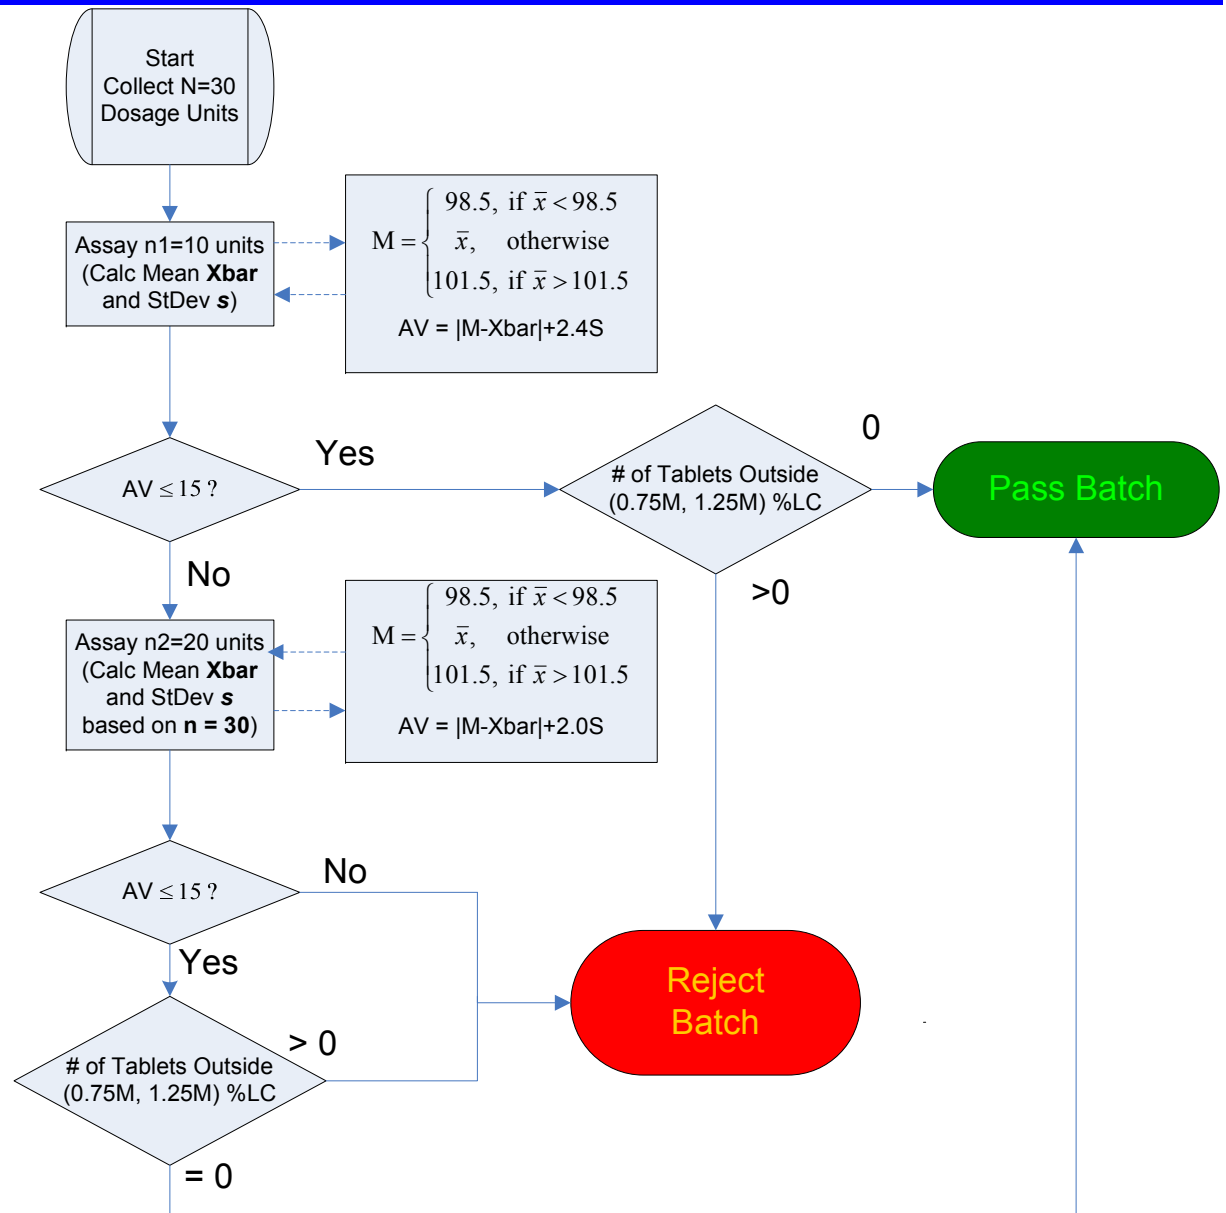 Start
Collect N=30
Dosage Units
Assay n1=10 units
(Calc Mean Xbar
and StDev s)
M = { 98.5, if x̄ < 98.5
x̄, otherwise
101.5, if x̄ > 101.5
AV = |M-Xbar|+2.4S
AV ≤ 15 ?
Yes
# of Tablets Outside
(0.75M, 1.25M) %LC
0
Pass Batch
>0
No
Assay n2=20 units
(Calc Mean Xbar
and StDev s
based on n = 30)
M = { 98.5, if x̄ < 98.5
x̄, otherwise
101.5, if x̄ > 101.5
AV = |M-Xbar|+2.0S
AV ≤ 15 ?
No
Yes
Reject
Batch
# of Tablets Outside
(0.75M, 1.25M) %LC
> 0
= 0